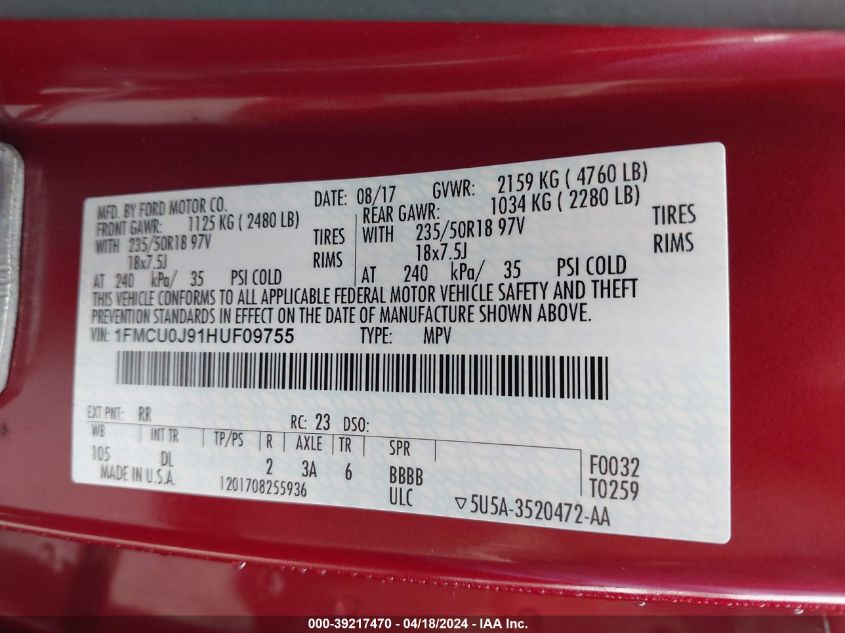 MFD. BY FORD MOTOR CO.
DATE: 08/17 GVWR: 2159 KG ( 4760 LB)
FRONT GAWR: 1125 KG ( 2480 LB) REAR GAWR: 1034 KG ( 2280 LB)
WITH 235/50R18 97V TIRES WITH 235/50R18 97V TIRES
18x7.5J RIMS 18x7.5J RIMS
AT 240 kPa/ 35 PSI COLD AT 240 kPa/ 35 PSI COLD
THIS VEHICLE CONFORMS TO ALL APPLICABLE FEDERAL MOTOR VEHICLE SAFETY AND THEFT
PREVENTION STANDARDS IN EFFECT ON THE DATE OF MANUFACTURE SHOWN ABOVE.
VIN: 1FMCU0J91HUF09755 TYPE: MPV
EXT PNT: RR RC: 23 DSO:
WB INT TR TP/PS R AXLE TR SPR
105 DL 2 3A 6 BBBB F0032
MADE IN U.S.A. 1201708255936 ULC T0259
▽5U5A-3520472-AA
000-39217470 - 04/18/2024 - IAA Inc.